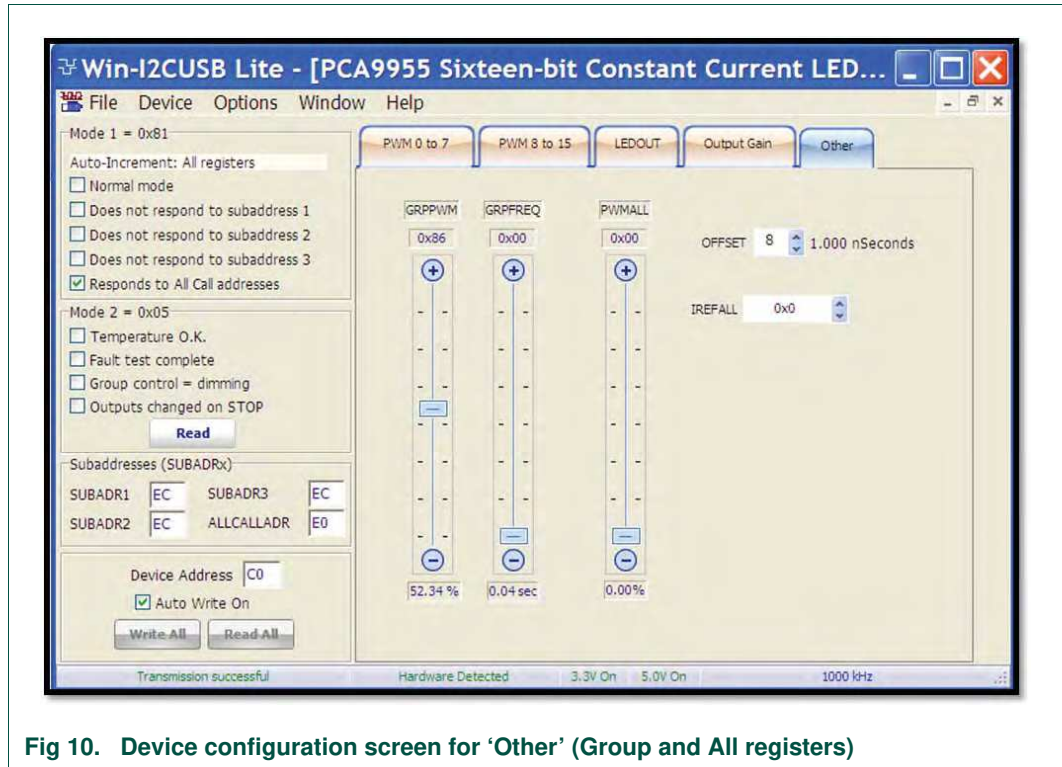 Win-I2CUSB Lite - [PCA9955 Sixteen-bit Constant Current LED...
File Device Options Window Help
Mode 1 = 0x81
Auto-Increment: All registers
Normal mode
Does not respond to subaddress 1
Does not respond to subaddress 2
Does not respond to subaddress 3
Responds to All Call addresses
Mode 2 = 0x05
Temperature O.K.
Fault test complete
Group control = dimming
Outputs changed on STOP
Read
Subaddresses (SUBADRx)
SUBADR1 EC SUBADR3 EC
SUBADR2 EC ALLCALLADR E0
Device Address C0
Auto Write On
Write All Read All
PWM 0 to 7 PWM 8 to 15 LEDOUT Output Gain Other
GRPPWM GRPFREQ PWMALL
0x86 0x00 0x00
OFFSET 8 1.000 nSeconds
IREFALL 0x0
52.34 % 0.04 sec 0.00%
Transmission successful Hardware Detected 3.3V On 5.0V On 1000 kHz
Fig 10. Device configuration screen for ‘Other’ (Group and All registers)